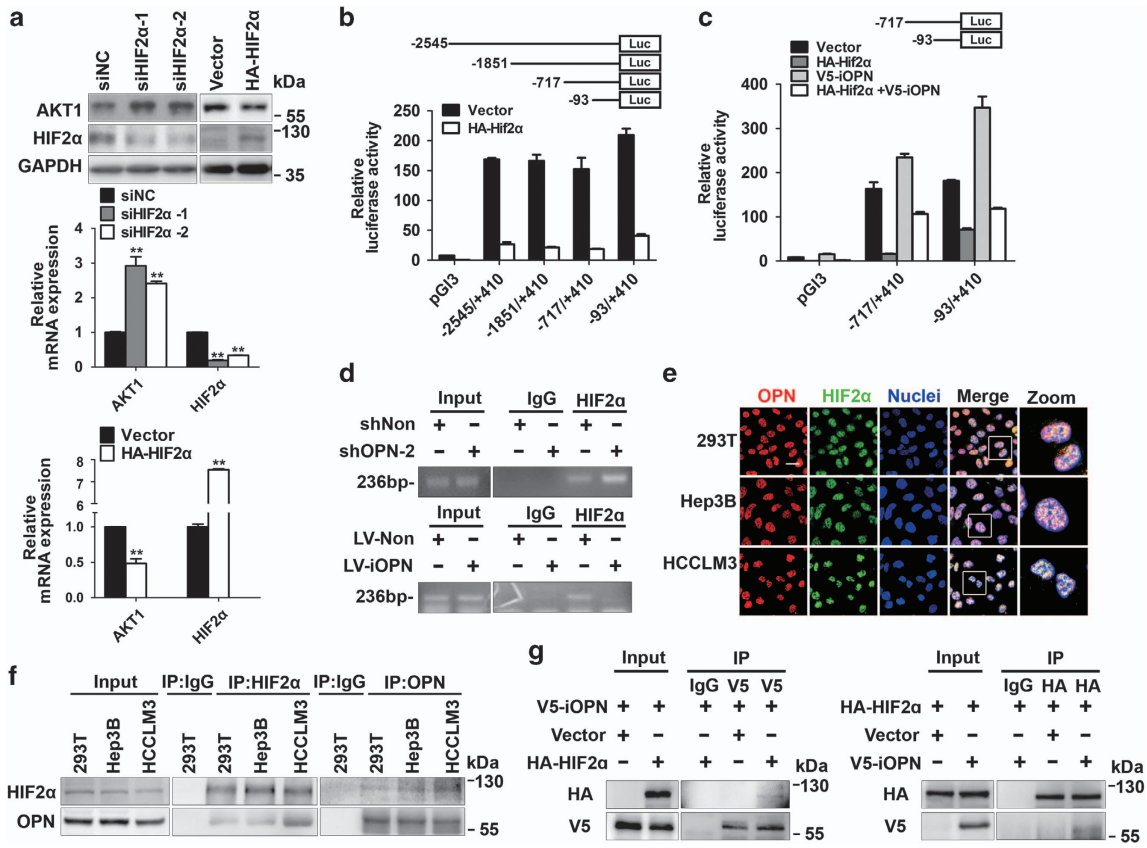 a
siNC
siHIF2α-1
siHIF2α-2
Vector
HA-HIF2α
kDa
AKT1
- 55
HIF2α
-130
GAPDH
- 35
siNC
siHIF2α -1
siHIF2α -2
Relative
mRNA expression
4
3
2
1
0
**
**
**
**
AKT1
HIF2α
Vector
HA-HIF2α
Relative
mRNA expression
8
6
4
2
1.0
0.5
0.0
**
**
AKT1
HIF2α
b
-2545
Luc
-1851
Luc
-717
Luc
-93
Luc
Vector
HA-Hif2α
Relative
luciferase activity
250
200
150
100
50
0
pGl3
-2545/+410
-1851/+410
-717/+410
-93/+410
c
-717
Luc
-93
Luc
Vector
HA-Hif2α
V5-iOPN
HA-Hif2α +V5-iOPN
Relative
luciferase activity
400
300
200
100
0
pGl3
-717/+410
-93/+410
d
Input IgG HIF2α
shNon + - + - + -
shOPN-2 - + - + - +
236bp-
Input IgG HIF2α
LV-Non + - + - + -
LV-iOPN - + - + - +
236bp-
e
OPN HIF2α Nuclei Merge Zoom
293T
Hep3B
HCCLM3
f
Input IP:IgG IP:HIF2α IP:IgG IP:OPN
293T Hep3B HCCLM3 293T 293T Hep3B HCCLM3 293T 293T Hep3B HCCLM3
kDa
HIF2α
-130
OPN
- 55
g
Input IP
IgG V5 V5
V5-iOPN + + + + +
Vector + - - + -
HA-HIF2α - + + - +
kDa
HA
-130
V5
- 55
Input IP
IgG HA HA
HA-HIF2α + + + + +
Vector + - - + -
V5-iOPN - + + - +
kDa
HA
-130
V5
- 55